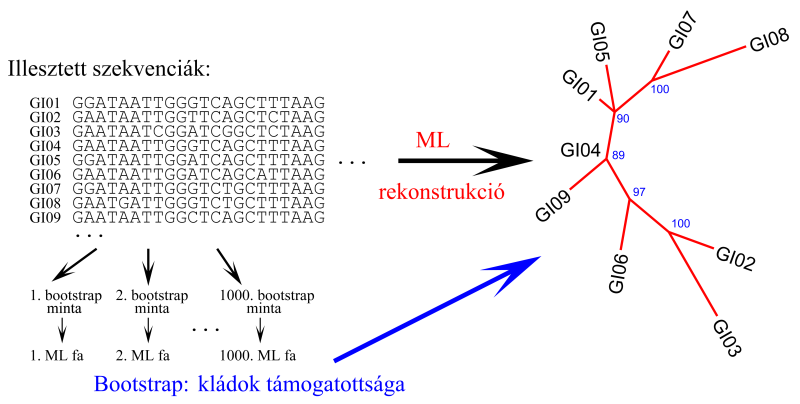 Illesztett szekvenciák:
GI01 GGATAATTGGGTCAGCTTTAAG
GI02 GAATAATTGGTTCAGCTCTAAG
GI03 GAATAATCGGATCGGCTCTAAG
GI04 GAATAATTGGGTCAGCTTTAAG
GI05 GGATAATTGGATCAGCTTTAAG
GI06 GAATAATTGGATCAGCATTAAG
GI07 GGATAATTGGGTCTGCTTTAAG
GI08 GAATGATTGGGTCTGCTTTAAG
GI09 GAATAATTGGCTCAGCTTTAAG
...
...
1. bootstrap minta
2. bootstrap minta
1000. bootstrap minta
...
1. ML fa
2. ML fa
1000. ML fa
Bootstrap: kládok támogatottsága
ML
rekonstrukció
GI05
GI07
GI08
GI01
100
90
GI04
89
GI09
97
100
GI06
GI02
GI03